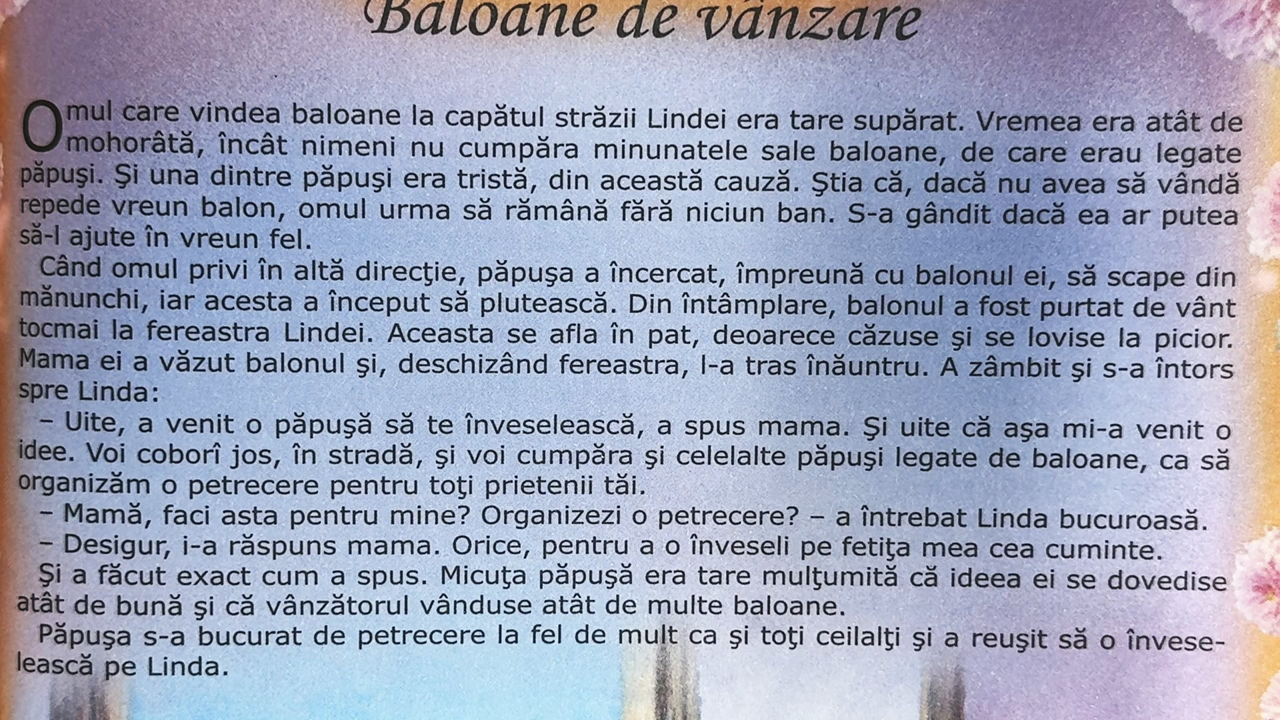 Baloane de vânzare
Omul care vindea baloane la capătul străzii Lindei era tare supărat. Vremea era atât de
mohorâtă, încât nimeni nu cumpăra minunatele sale baloane, de care erau legate
păpuşi. Şi una dintre păpuşi era tristă, din această cauză. Ştia că, dacă nu avea să vândă
repede vreun balon, omul urma să rămână fără niciun ban. S-a gândit dacă ea ar putea
să-l ajute în vreun fel.
Când omul privi în altă direcţie, păpuşa a încercat, împreună cu balonul ei, să scape din
mănunchi, iar acesta a început să plutească. Din întâmplare, balonul a fost purtat de vânt
tocmai la fereastra Lindei. Aceasta se afla în pat, deoarece căzuse şi se lovise la picior.
Mama ei a văzut balonul şi, deschizând fereastra, l-a tras înăuntru. A zâmbit şi s-a întors
spre Linda:
– Uite, a venit o păpuşă să te înveselească, a spus mama. Şi uite că aşa mi-a venit o
idee. Voi coborî jos, în stradă, şi voi cumpăra şi celelalte păpuşi legate de baloane, ca să
organizăm o petrecere pentru toţi prietenii tăi.
– Mamă, faci asta pentru mine? Organizezi o petrecere? – a întrebat Linda bucuroasă.
– Desigur, i-a răspuns mama. Orice, pentru a o înveseli pe fetiţa mea cea cuminte.
Şi a făcut exact cum a spus. Micuţa păpuşă era tare mulţumită că ideea ei se dovedise
atât de bună şi că vânzătorul vânduse atât de multe baloane.
Păpuşa s-a bucurat de petrecere la fel de mult ca şi toţi ceilalţi şi a reuşit să o învese-
lească pe Linda.